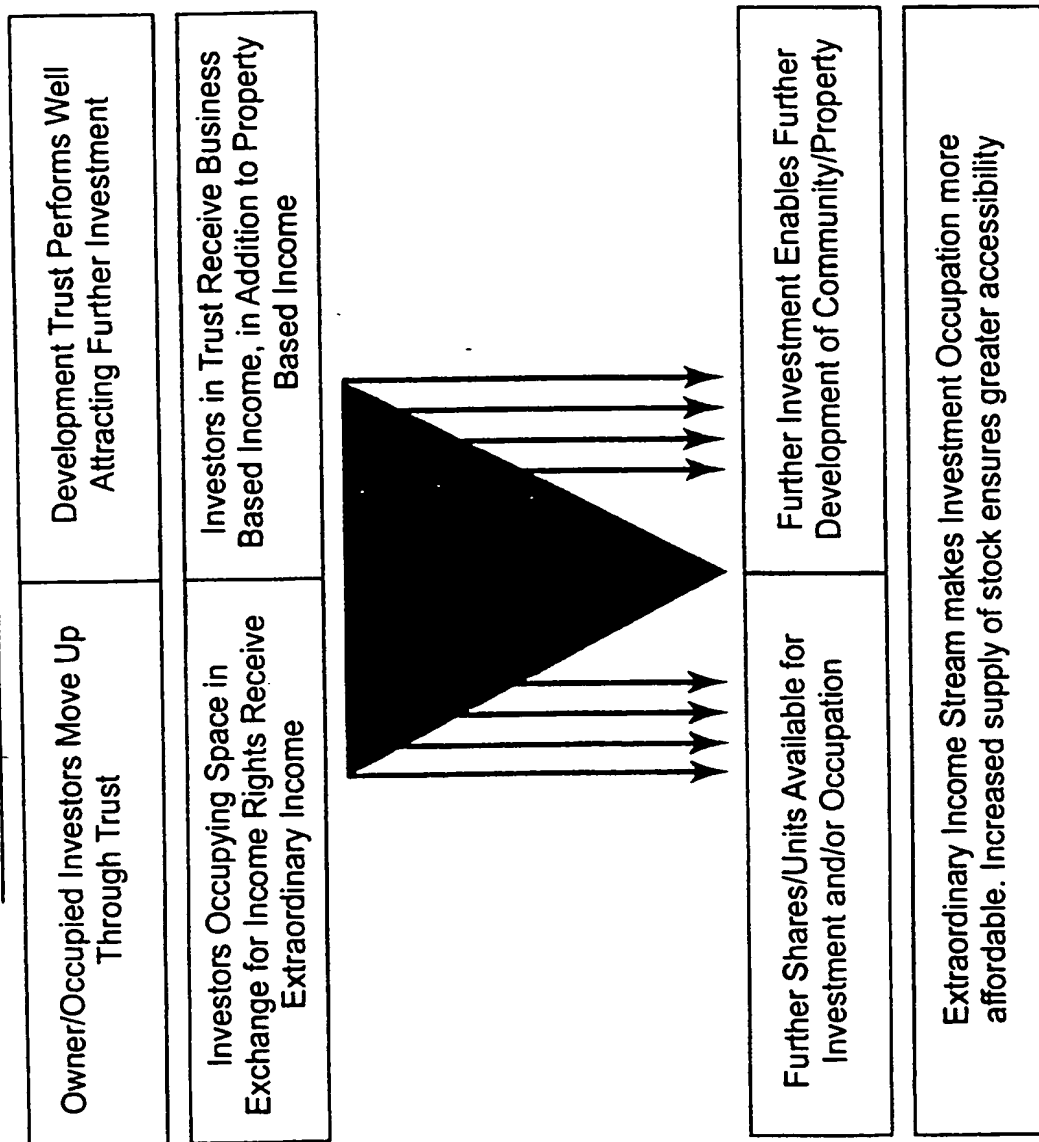 Owner/Occupied Investors Move Up
Through Trust
Development Trust Performs Well
Attracting Further Investment
Investors Occupying Space in
Exchange for Income Rights Receive
Extraordinary Income
Investors in Trust Receive Business
Based Income, in Addition to Property
Based Income
Further Shares/Units Available for
Investment and/or Occupation
Further Investment Enables Further
Development of Community/Property
Extraordinary Income Stream makes Investment Occupation more
affordable. Increased supply of stock ensures greater accessibility